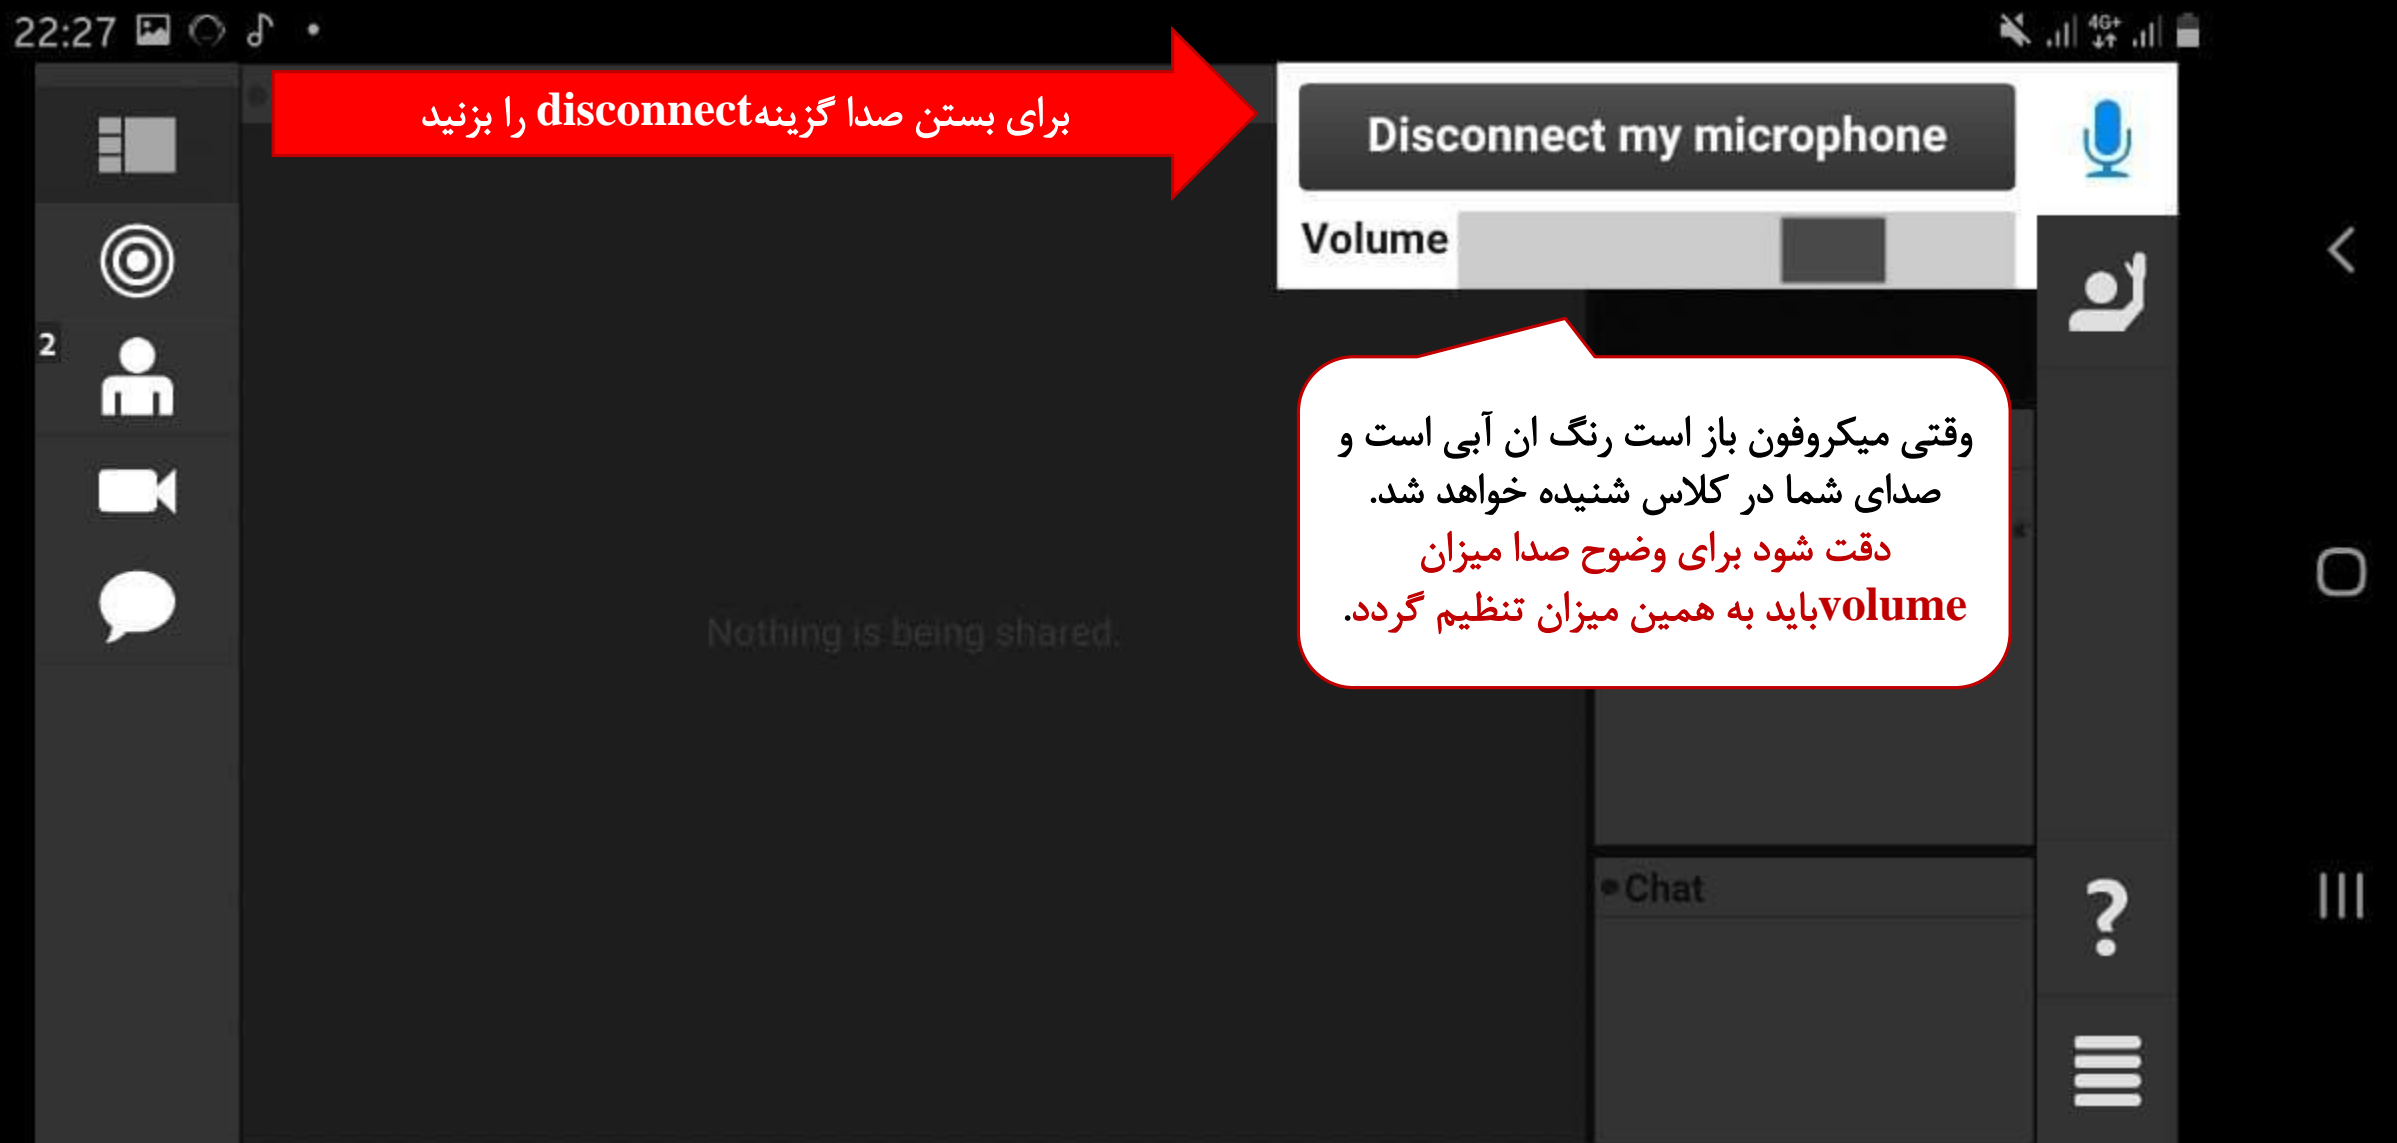 22:27
4G+
برای بستن صدا گزینهdisconnect را بزنید
Disconnect my microphone
Volume
2
وقتی میکروفون باز است رنگ ان آبی است و
صدای شما در کلاس شنیده خواهد شد.
دقت شود برای وضوح صدا میزان
volumeباید به همین میزان تنظیم گردد.
Nothing is being shared.
Chat